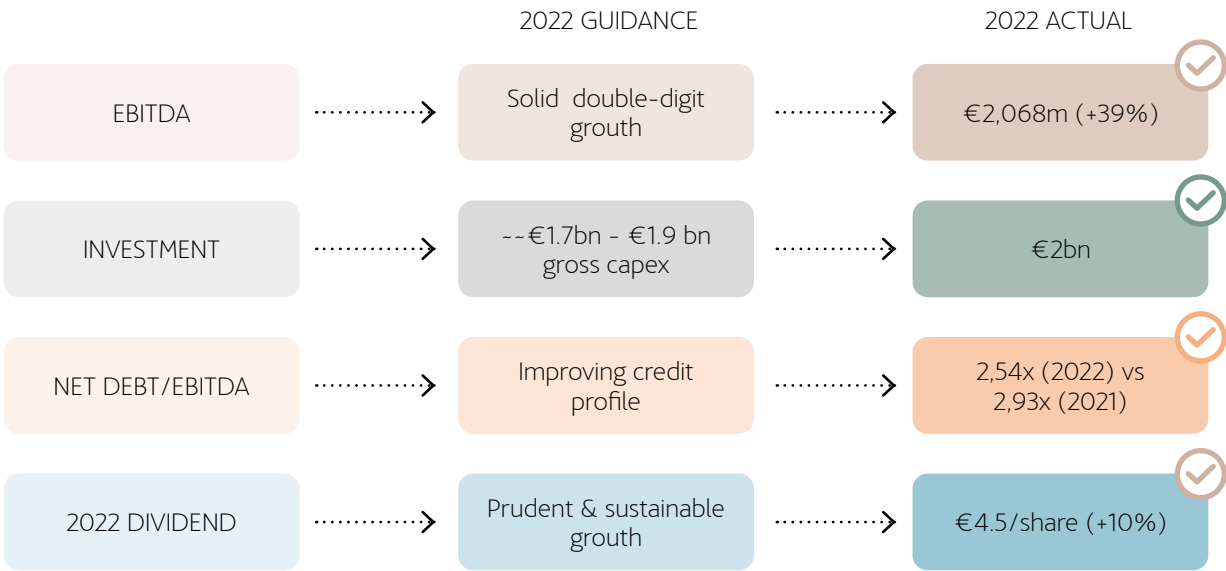 2022 GUIDANCE
2022 ACTUAL
EBITDA
Solid double-digit
grouth
€2,068m (+39%)
INVESTMENT
~~€1.7bn - €1.9 bn
gross capex
€2bn
NET DEBT/EBITDA
Improving credit
profile
2,54x (2022) vs
2,93x (2021)
2022 DIVIDEND
Prudent & sustainable
grouth
€4.5/share (+10%)